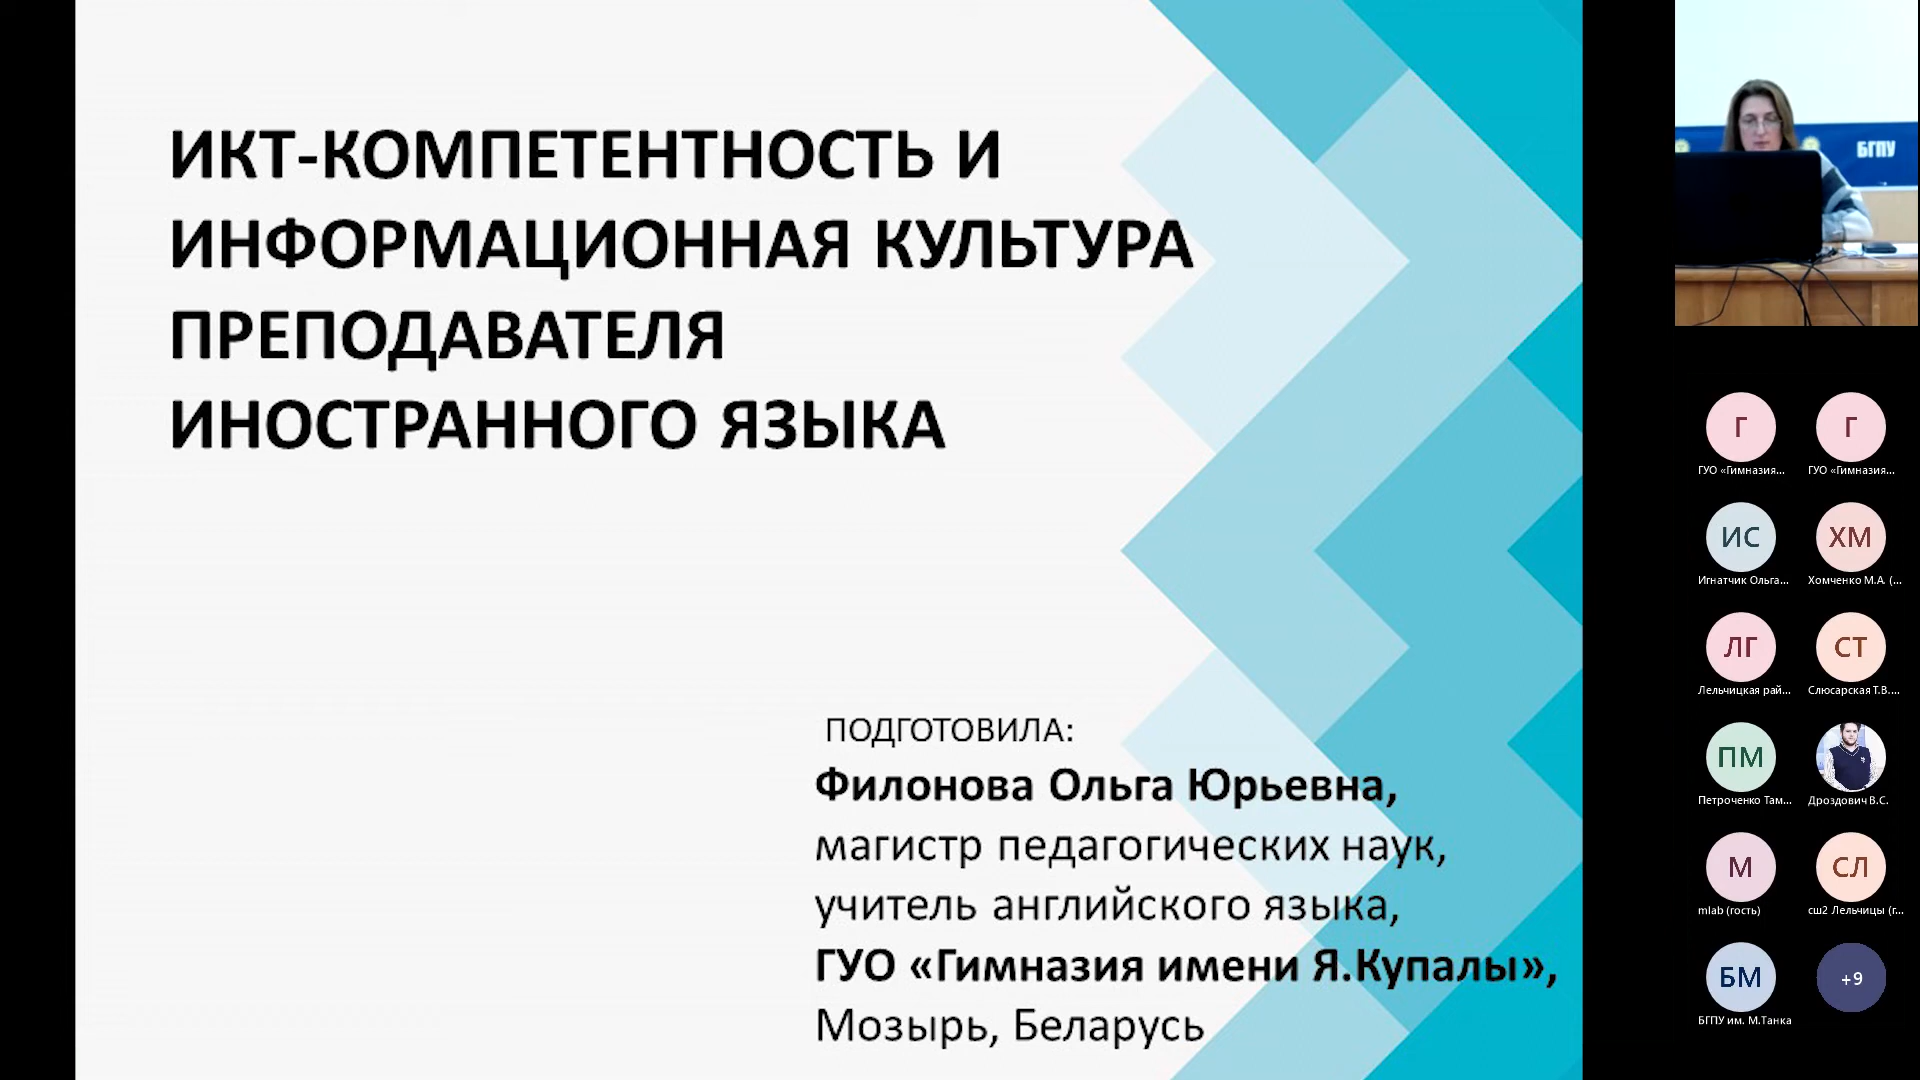 ИКТ-КОМПЕТЕНТНОСТЬ И
ИНФОРМАЦИОННАЯ КУЛЬТУРА
ПРЕПОДАВАТЕЛЯ
ИНОСТРАННОГО ЯЗЫКА
ПОДГОТОВИЛА:
Филонова Ольга Юрьевна,
магистр педагогических наук,
учитель английского языка,
ГУО «Гимназия имени Я.Купалы»,
Мозырь, Беларусь
БГПУ
Г
Г
ГУО «Гимназия...
ГУО «Гимназия...
ИС
ХМ
Игнатчик Ольга...
Хомченко М.А. (...
ЛГ
СТ
Лельчицкая рай...
Слюсарская Т.В....
ПМ
Петроченко Там...
Дроздович В.С.
М
СЛ
mlab (гость)
сш2 Лельчицы (г...
БМ
+9
БГПУ им. М.Танка